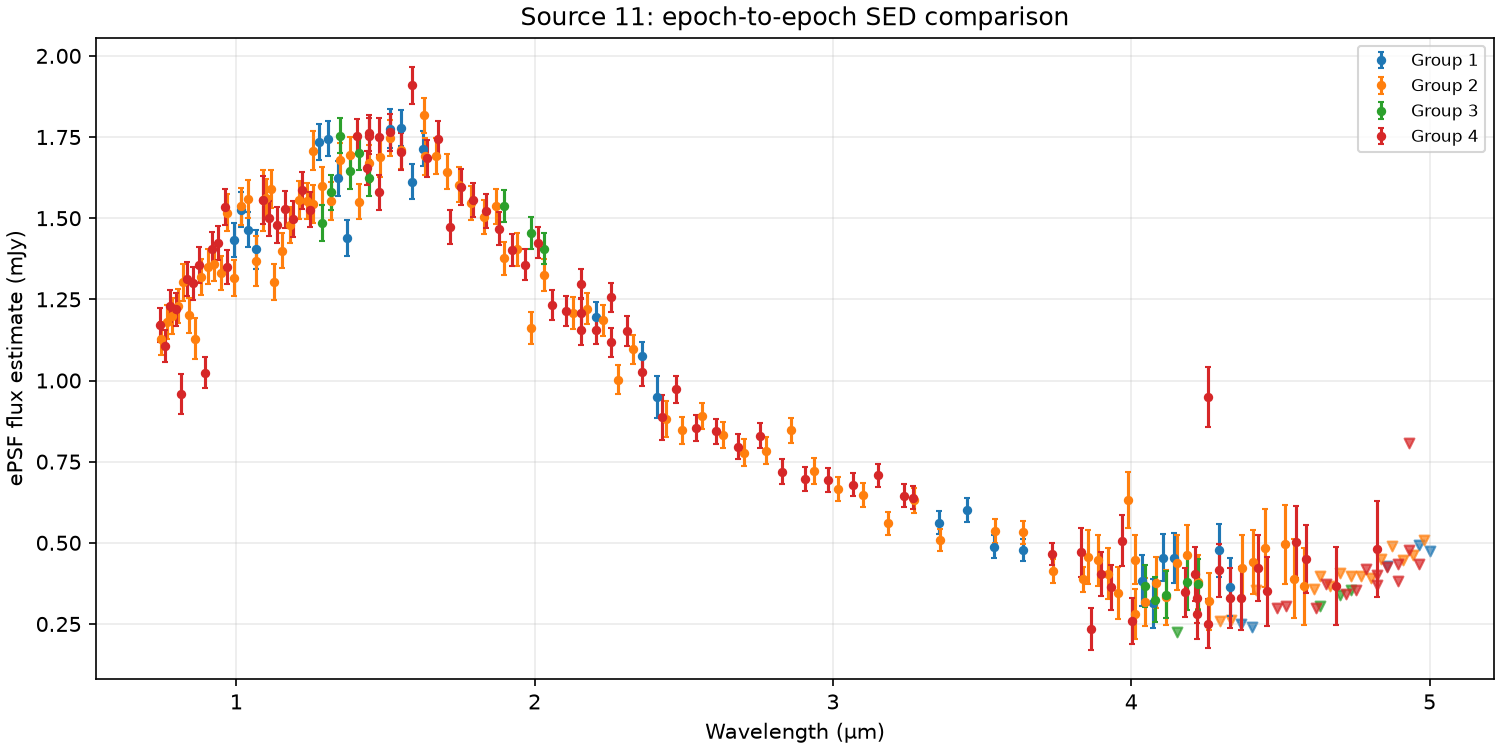 Source 11: epoch-to-epoch SED comparison
ePSF flux estimate (mJy)
2.00
1.75
1.50
1.25
1.00
0.75
0.50
0.25
Group 1
Group 2
Group 3
Group 4
1 2 3 4 5
Wavelength (μm)